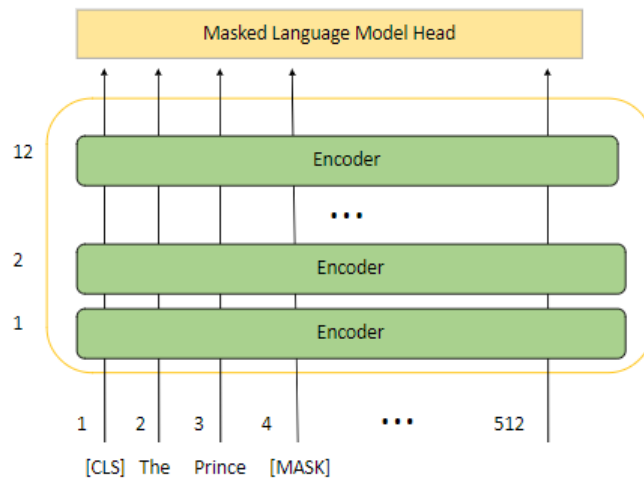 Masked Language Model Head
12 Encoder
...
2 Encoder
1 Encoder
1 2 3 4 ... 512
[CLS] The Prince [MASK]